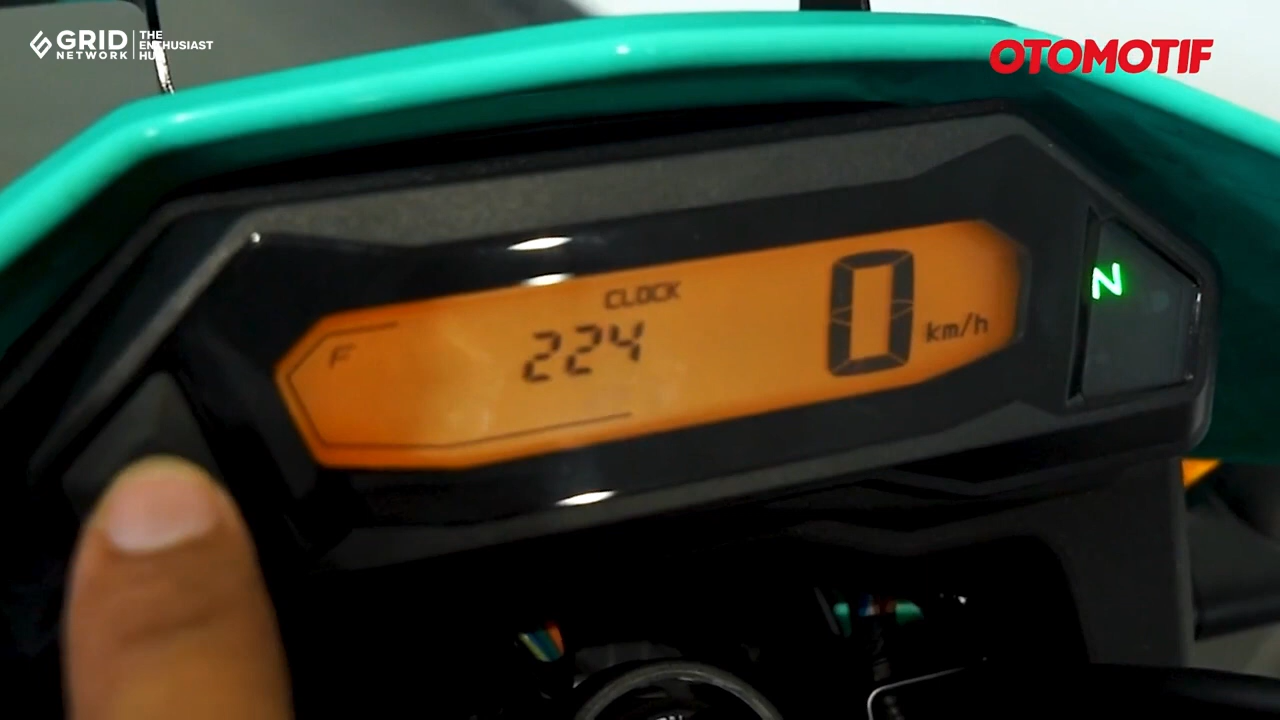 GRID
NETWORK
THE
ENTHUSIAST
HUB
OTOMOTIF
CLOCK
F
224
0
km/h
N